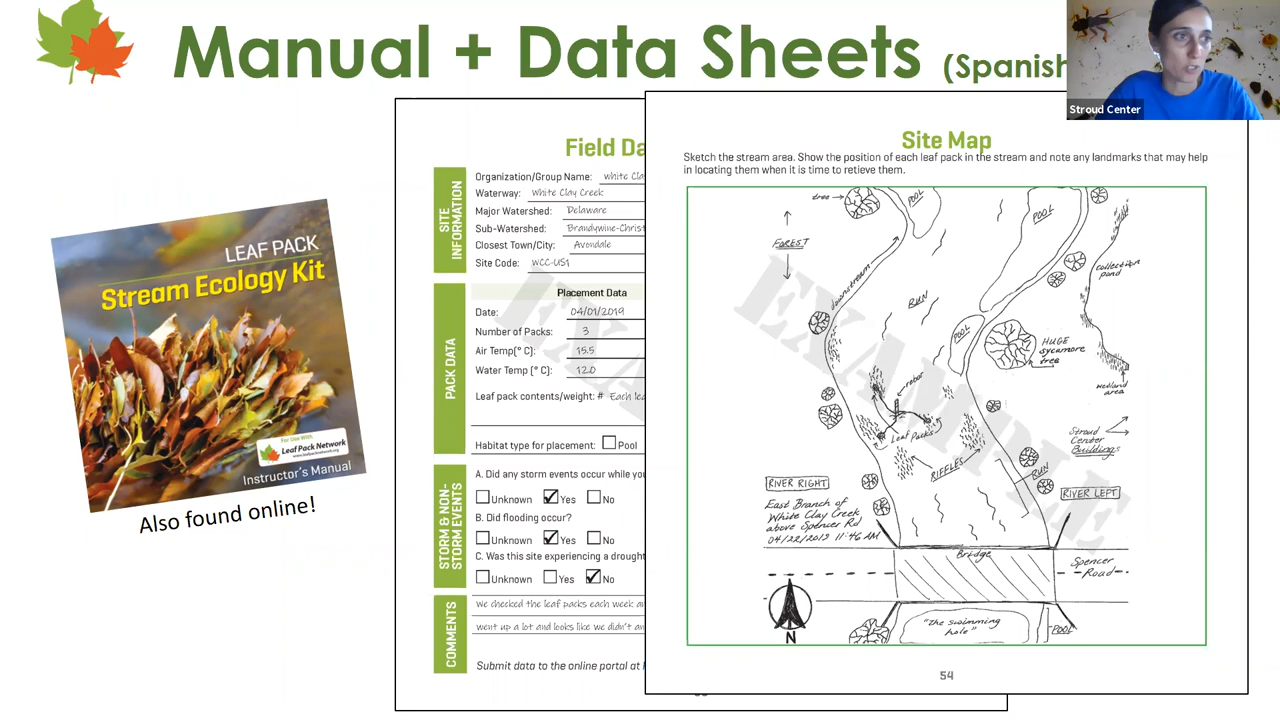 Manual + Data Sheets (Spanish
Stroud Center
LEAF PACK
Stream Ecology Kit
For Use With:
Leaf Pack Network
www.leafpacknetwork.org
Instructor's Manual
Also found online!
Field Da
SITE INFORMATION
Organization/Group Name: White Cla
Waterway: White Clay Creek
Major Watershed: Delaware
Sub-Watershed: Brandywine-Christ
Closest Town/City: Avondale
Site Code: WCC-US1
PACK DATA
Placement Data
Date: 04/01/2019
Number of Packs: 3
Air Temp(° C): 15.5
Water Temp (° C): 12.0
Leaf pack contents/weight: # Each lea
Habitat type for placement: Pool
STORM & NON-STORM EVENTS
A. Did any storm events occur while you
Unknown Yes No
B. Did flooding occur?
Unknown Yes No
C. Was this site experiencing a drought
Unknown Yes No
COMMENTS
We checked the leaf packs each week an
went up a lot and looks like we didn't an
Submit data to the online portal at
EXA
Site Map
Sketch the stream area. Show the position of each leaf pack in the stream and note any landmarks that may help
in locating them when it is time to retieve them.
EXAMPLE
tree
POOL
POOL
FOREST
collection
pond
downstream
RUN
POOL
HUGE
sycamore
tree
rebar
wetland
area
Leaf Packs
Stroud
Center
Buildings
RIFFLES
RUN
RIVER RIGHT
RIVER LEFT
East Branch of
White Clay Creek
above Spencer Rd
04/22/2019 11:46 AM
Bridge
Spencer
Road
N
"the swimming
hole"
POOL
54